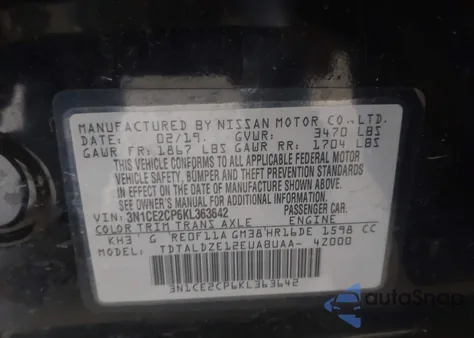 MANUFACTURED BY NISSAN MOTOR CO.,LTD.
DATE: 02/19. GVWR: 3470 LBS
GAWR FR: 1867 LBS GAWR RR: 1704 LBS
THIS VEHICLE CONFORMS TO ALL APPLICABLE FEDERAL MOTOR
VEHICLE SAFETY, BUMPER, AND THEFT PREVENTION STANDARDS
IN EFFECT ON THE DATE OF MANUFACTURE SHOWN ABOVE.
SEE OWNER'S MANUAL FOR ADDITIONAL INFORMATION.
VIN: 3N1CE2CP6KL363642 PASSENGER CAR.
COLOR TRIM TRANS AXLE ENGINE
KH3 G RE0F11A GM38 HR16DE 1598 CC
MODEL: TDTALDZE12EUA8UAA- 4Z000
3N1CE2CP6KL363642
autoSnap